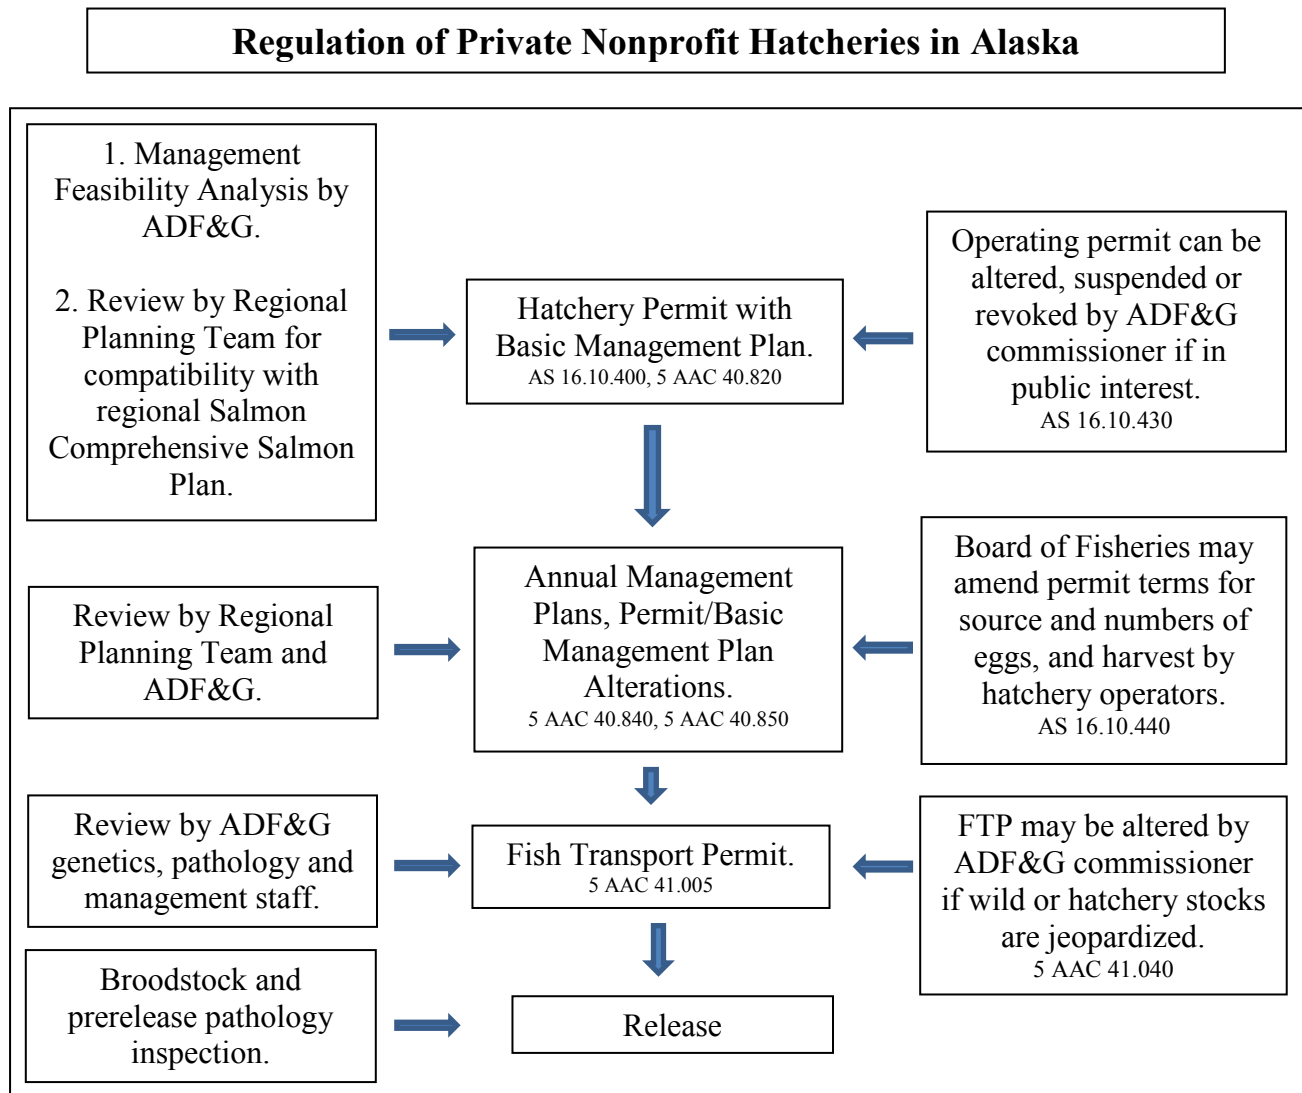 Regulation of Private Nonprofit Hatcheries in Alaska
1. Management
Feasibility Analysis by
ADF&G.
2. Review by Regional
Planning Team for
compatibility with
regional Salmon
Comprehensive Salmon
Plan.
Hatchery Permit with
Basic Management Plan.
AS 16.10.400, 5 AAC 40.820
Operating permit can be
altered, suspended or
revoked by ADF&G
commissioner if in
public interest.
AS 16.10.430
Review by Regional
Planning Team and
ADF&G.
Annual Management
Plans, Permit/Basic
Management Plan
Alterations.
5 AAC 40.840, 5 AAC 40.850
Board of Fisheries may
amend permit terms for
source and numbers of
eggs, and harvest by
hatchery operators.
AS 16.10.440
Review by ADF&G
genetics, pathology and
management staff.
Fish Transport Permit.
5 AAC 41.005
FTP may be altered by
ADF&G commissioner
if wild or hatchery stocks
are jeopardized.
5 AAC 41.040
Broodstock and
prerelease pathology
inspection.
Release